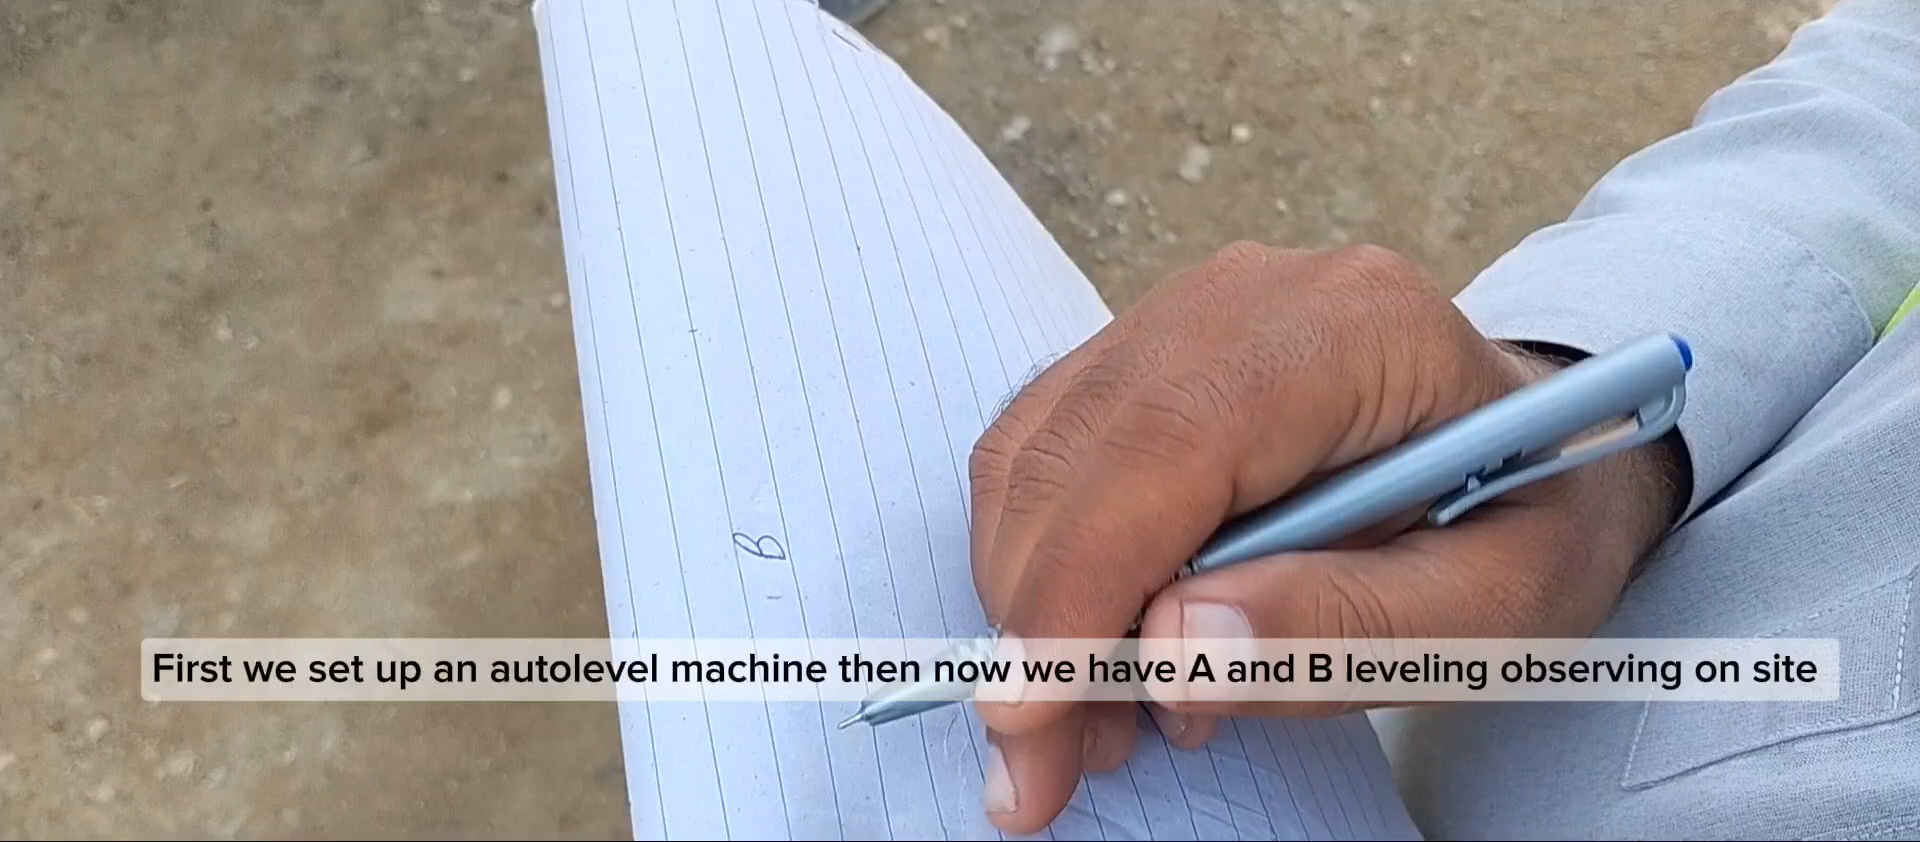 B
First we set up an autolevel machine then now we have A and B leveling observing on site